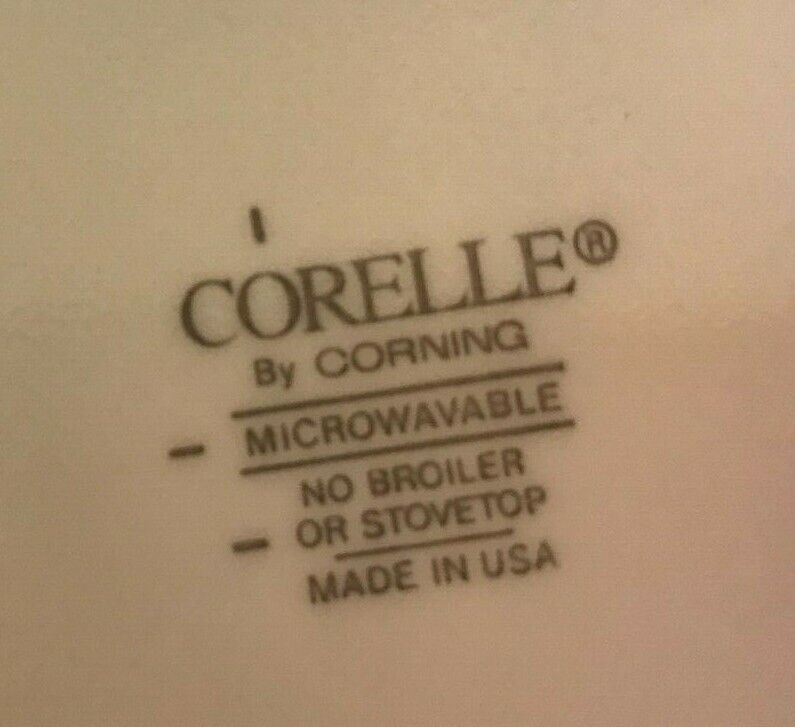 CORELLE®
By CORNING
MICROWAVABLE
NO BROILER
OR STOVETOP
MADE IN USA